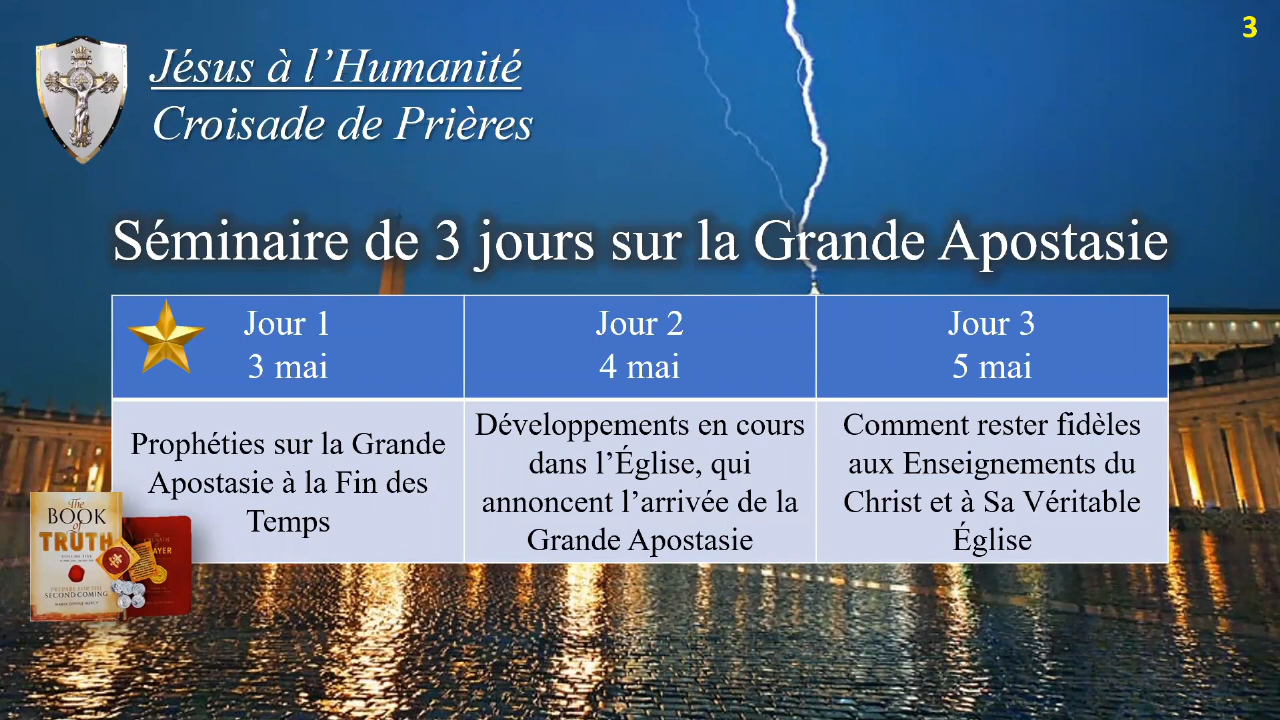 3
Jésus à l’Humanité
Croisade de Prières
Séminaire de 3 jours sur la Grande Apostasie
Jour 1
3 mai
Jour 2
4 mai
Jour 3
5 mai
Prophéties sur la Grande
Apostasie à la Fin des
Temps
Développements en cours
dans l’Église, qui
annoncent l’arrivée de la
Grande Apostasie
Comment rester fidèles
aux Enseignements du
Christ et à Sa Véritable
Église
The
BOOK
of
TRUTH
PREPARE FOR THE
SECOND COMING